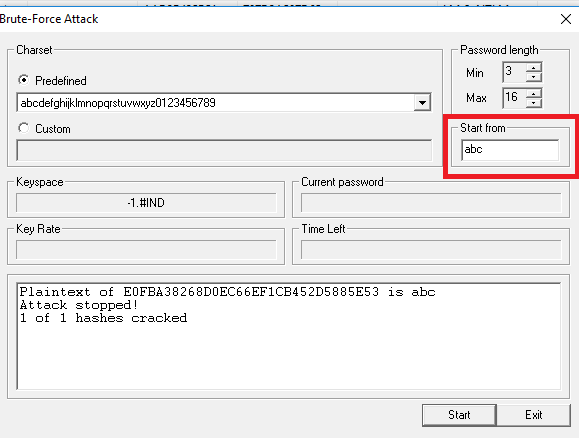 Brute-Force Attack
Charset
Predefined
abcdefghijklmnopqrstuvwxyz0123456789
Custom
Password length
Min 3
Max 16
Start from
abc
Keyspace
-1.#IND
Current password
Key Rate
Time Left
Plaintext of E0FBA38268D0EC66EF1CB452D5885E53 is abc
Attack stopped!
1 of 1 hashes cracked
Start
Exit